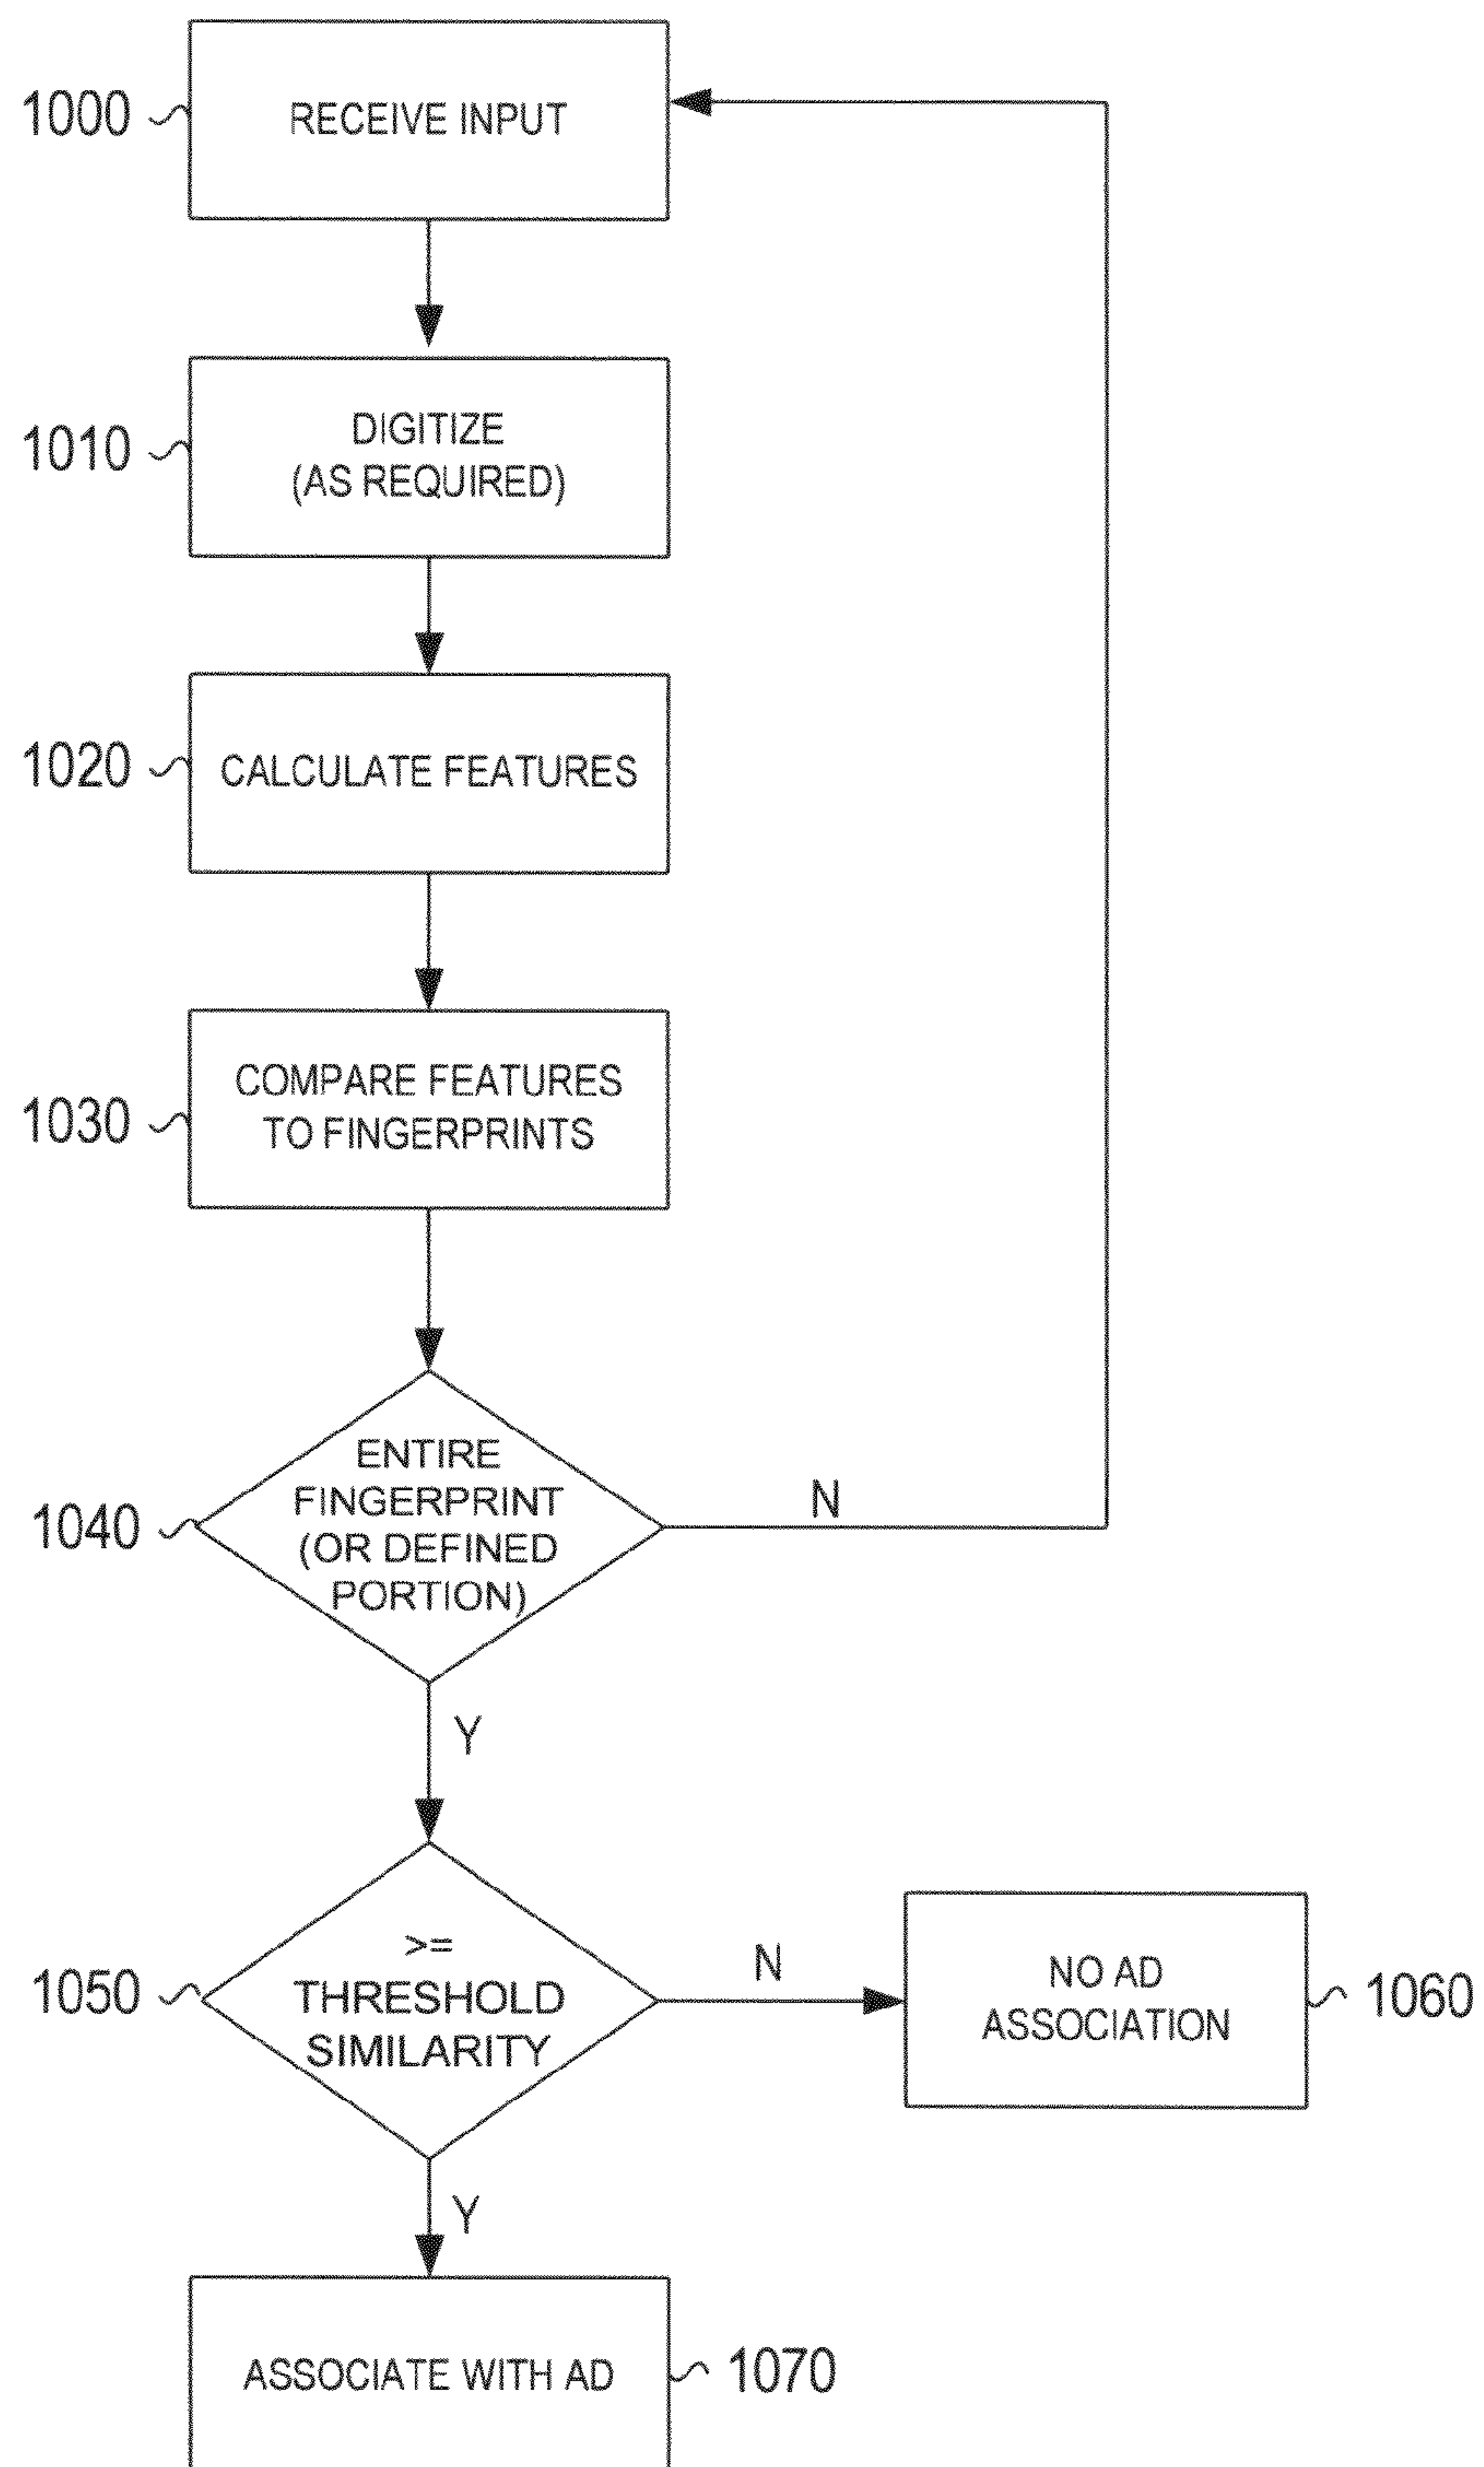 1000
RECEIVE INPUT
1010
DIGITIZE
(AS REQUIRED)
1020
CALCULATE FEATURES
1030
COMPARE FEATURES
TO FINGERPRINTS
1040
ENTIRE
FINGERPRINT
(OR DEFINED
PORTION)
N
Y
1050
>=
THRESHOLD
SIMILARITY
N
NO AD
ASSOCIATION
1060
Y
ASSOCIATE WITH AD
1070